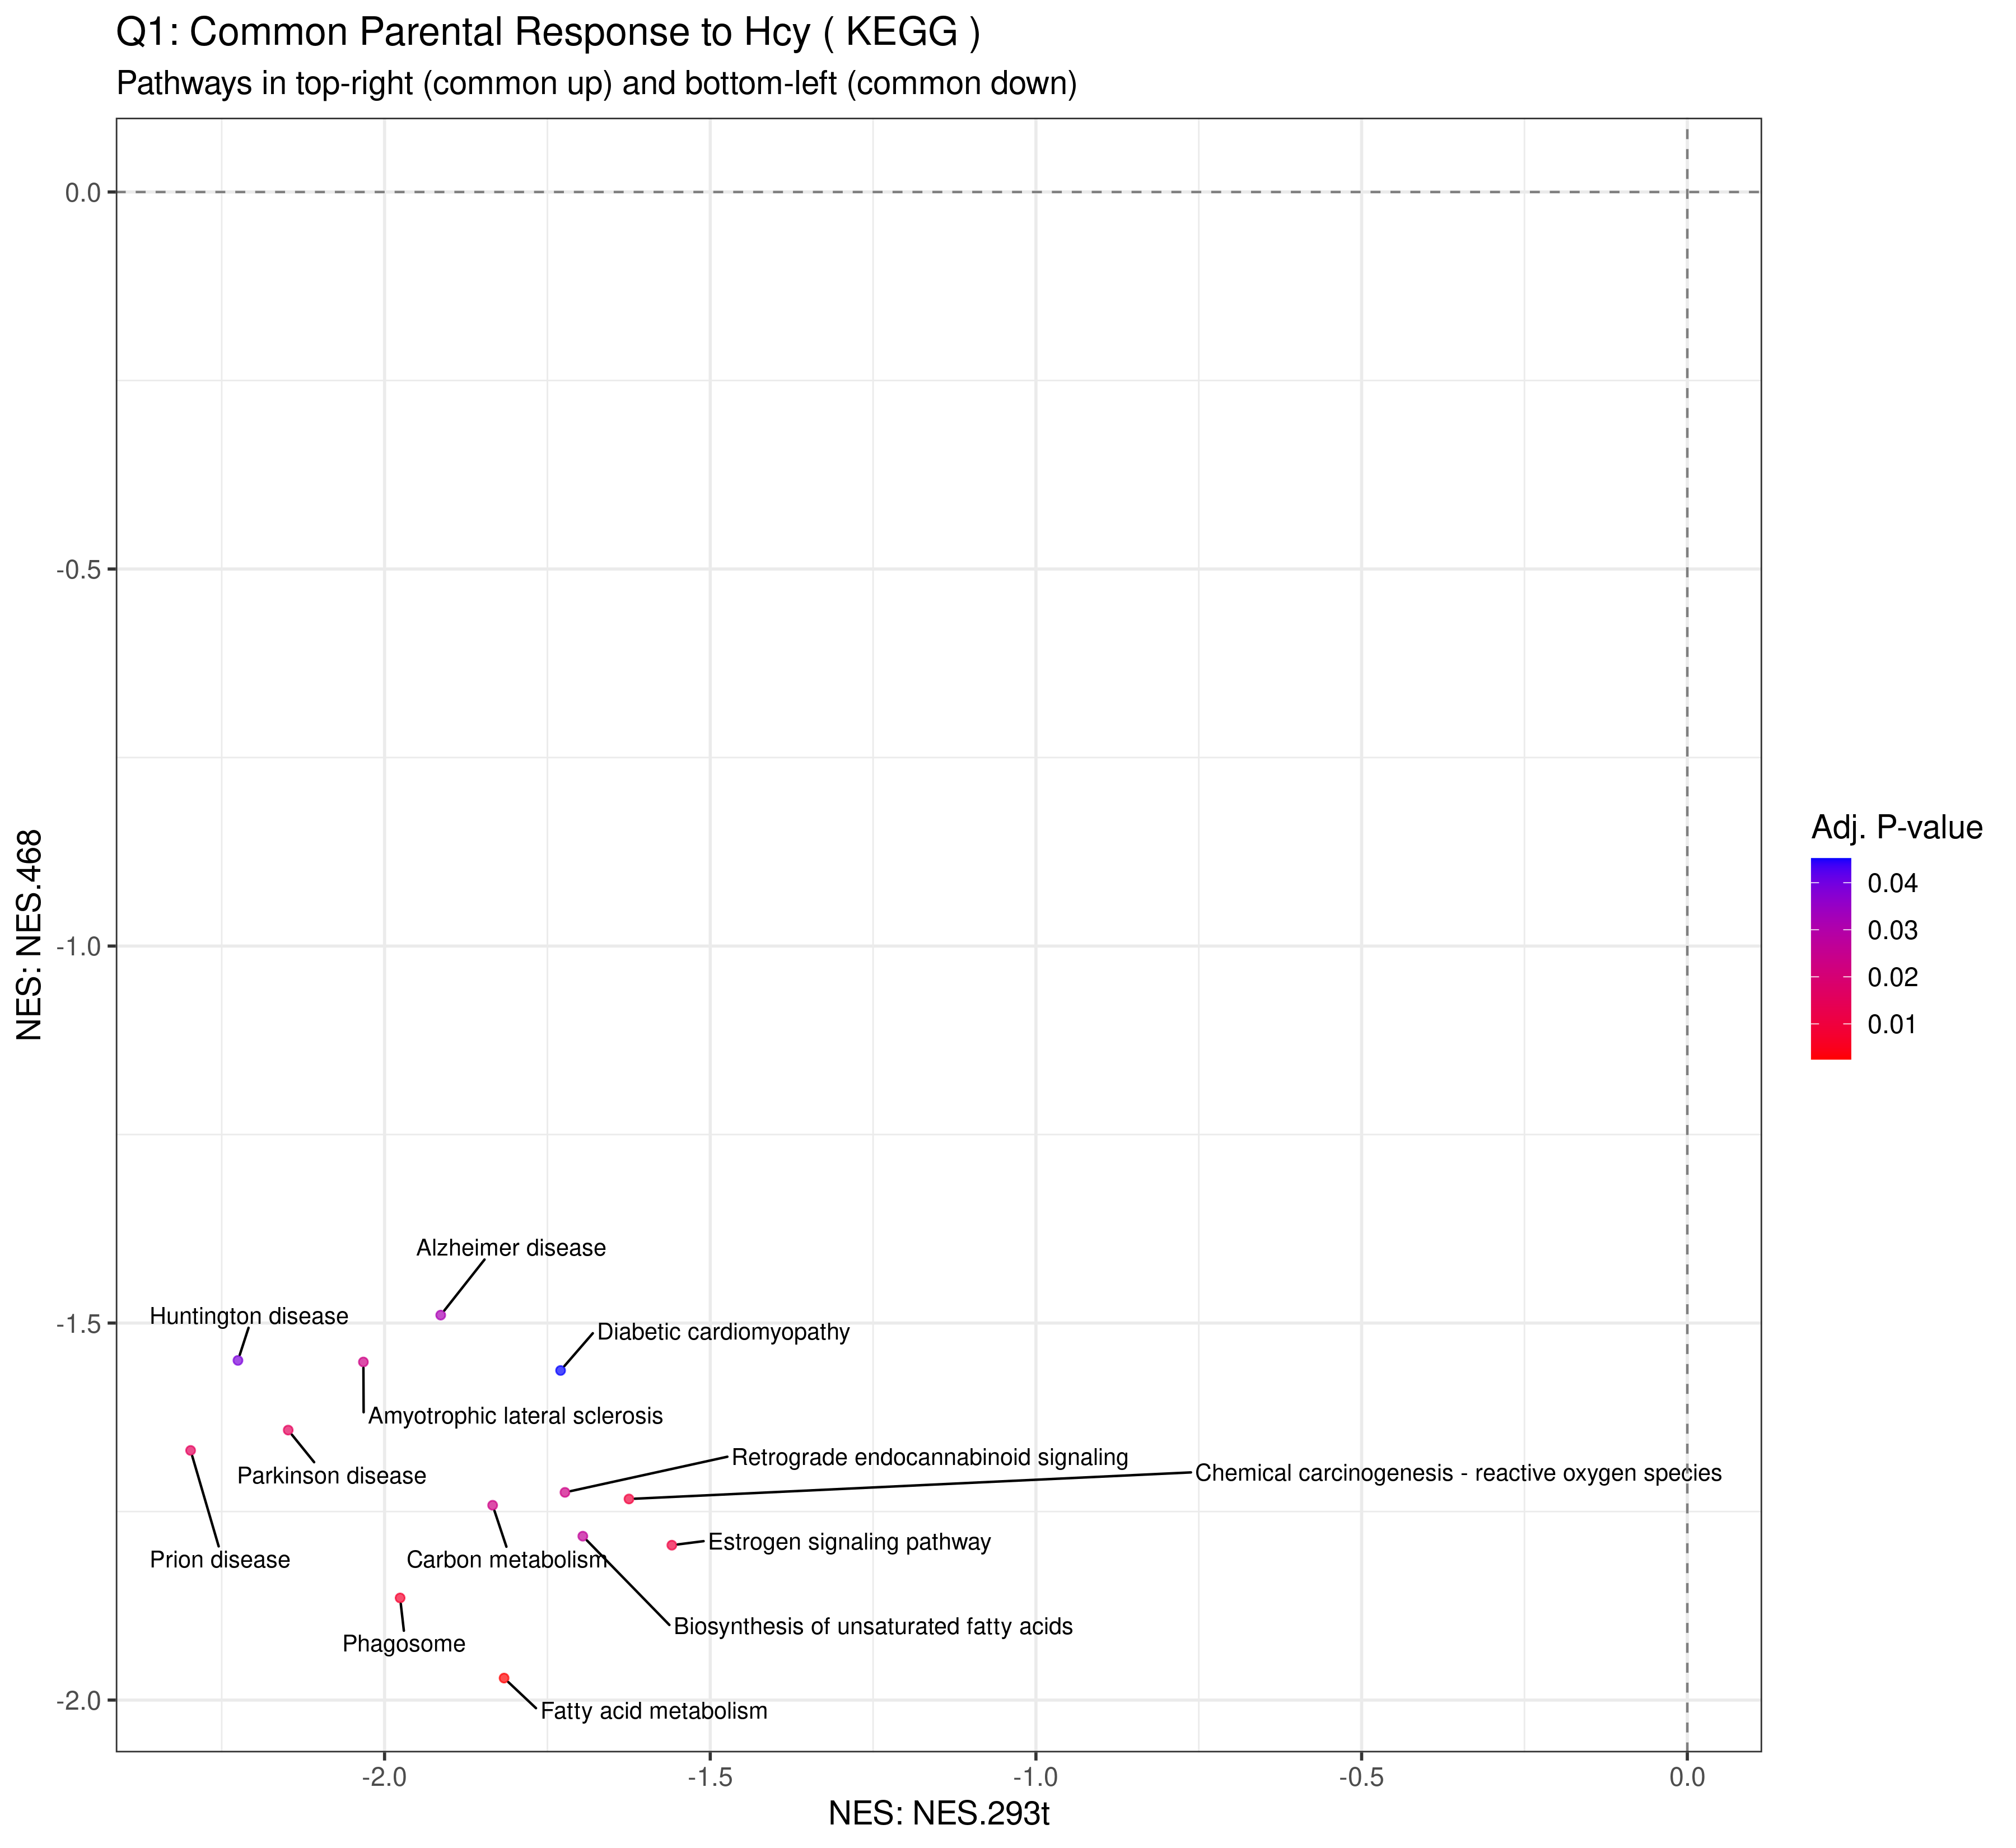 Q1: Common Parental Response to Hcy ( KEGG )
Pathways in top-right (common up) and bottom-left (common down)
0.0
-0.5
-1.0
-1.5
-2.0
NES: NES.468
Alzheimer disease
Huntington disease
Diabetic cardiomyopathy
Amyotrophic lateral sclerosis
Retrograde endocannabinoid signaling
Chemical carcinogenesis - reactive oxygen species
Parkinson disease
Estrogen signaling pathway
Prion disease
Carbon metabolism
Biosynthesis of unsaturated fatty acids
Phagosome
Fatty acid metabolism
-2.0
-1.5
-1.0
-0.5
0.0
NES: NES.293t
Adj. P-value
0.04
0.03
0.02
0.01